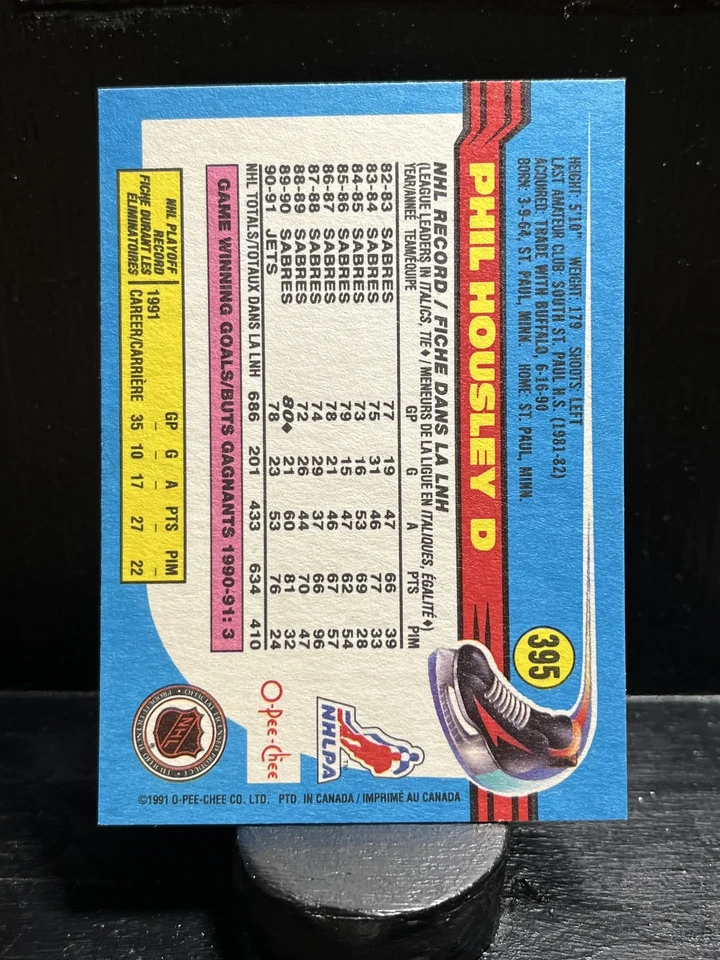 HEIGHT: 5'10" WEIGHT: 179 SHOOTS: LEFT
LAST AMATEUR CLUB: SOUTH ST. PAUL H.S. (1981-82)
ACQUIRED: TRADE WITH BUFFALO, 6-16-90
BORN: 3-9-64, ST. PAUL, MINN. HOME: ST. PAUL, MINN.
395
PHIL HOUSLEY D
NHL RECORD / FICHE DANS LA LNH
(LEAGUE LEADERS IN ITALICS, TIE♦ / MENEURS DE LA LIGUE EN ITALIQUES, ÉGALITÉ♦)
YEAR/ANNÉE TEAM/ÉQUIPE GP G A PTS PIM
82-83 SABRES 77 19 47 66 39
83-84 SABRES 75 31 46 77 33
84-85 SABRES 73 16 53 69 28
85-86 SABRES 79 15 47 62 54
86-87 SABRES 78 21 46 67 57
87-88 SABRES 74 29 37 66 96
88-89 SABRES 72 26 44 70 47
89-90 SABRES 80♦ 21 60 81 32
90-91 JETS 78 23 53 76 24
NHL TOTALS/TOTAUX DANS LA LNH 686 201 433 634 410
GAME WINNING GOALS/BUTS GAGNANTS 1990-91: 3
NHL PLAYOFF
RECORD
FICHE DURANT LES
ÉLIMINATOIRES
GP G A PTS PIM
1991 – – – – –
CAREER/CARRIÈRE 35 10 17 27 22
NHLPA
TM
O-Pee-Chee
NHL
®
©1991 O-PEE-CHEE CO. LTD. PTD. IN CANADA / IMPRIMÉ AU CANADA